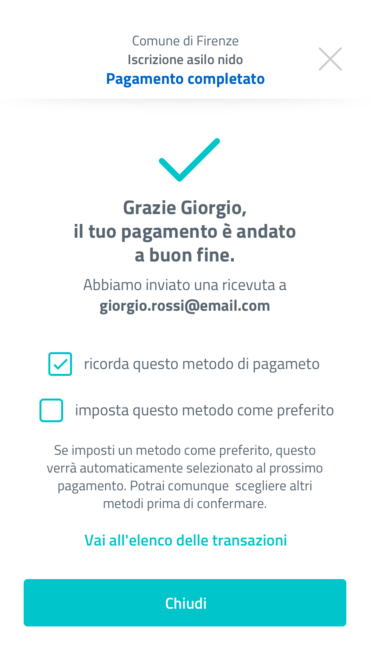 Comune di Firenze
Iscrizione asilo nido
Pagamento completato
Grazie Giorgio,
il tuo pagamento è andato
a buon fine.
Abbiamo inviato una ricevuta a
giorgio.rossi@email.com
ricorda questo metodo di pagameto
imposta questo metodo come preferito
Se imposti un metodo come preferito, questo
verrà automaticamente selezionato al prossimo
pagamento. Potrai comunque scegliere altri
metodi prima di confermare.
Vai all'elenco delle transazioni
Chiudi